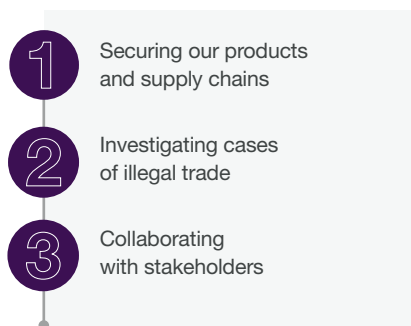 1
Securing our products
and supply chains
2
Investigating cases
of illegal trade
3
Collaborating
with stakeholders